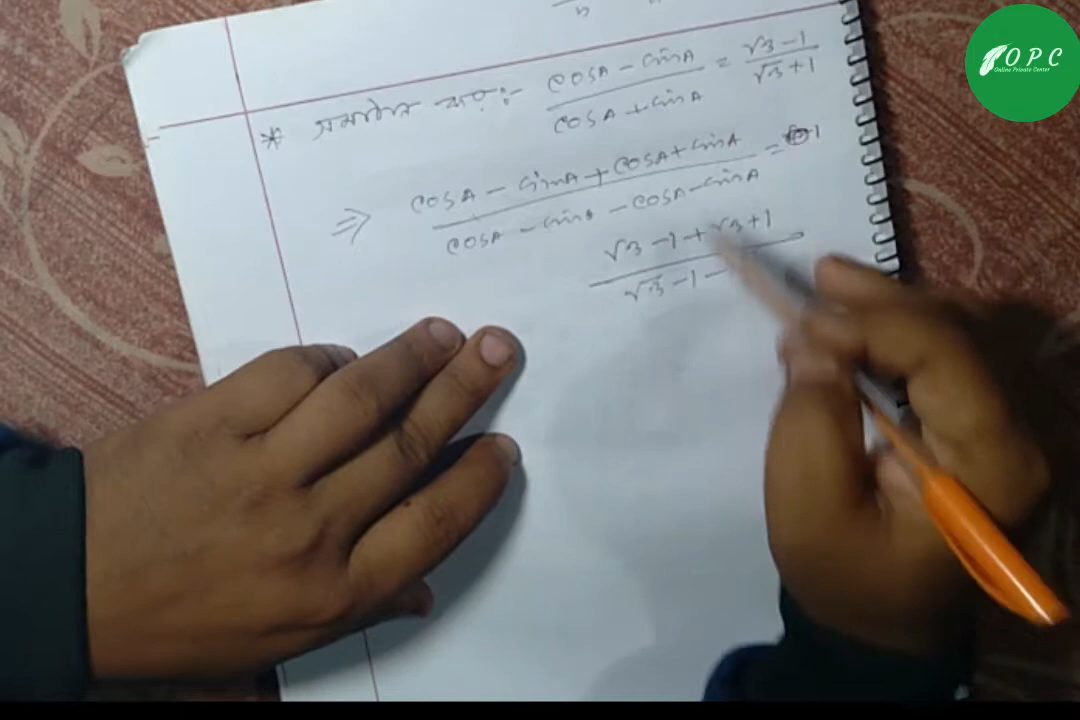 OPC
Online Private Center
* সমাধান কর :- cosA - sinA / cosA + sinA = √3 - 1 / √3 + 1
⇒ cosA - sinA + cosA + sinA / cosA - sinA - cosA - sinA =
√3 - 1 + √3 + 1 / √3 - 1 -